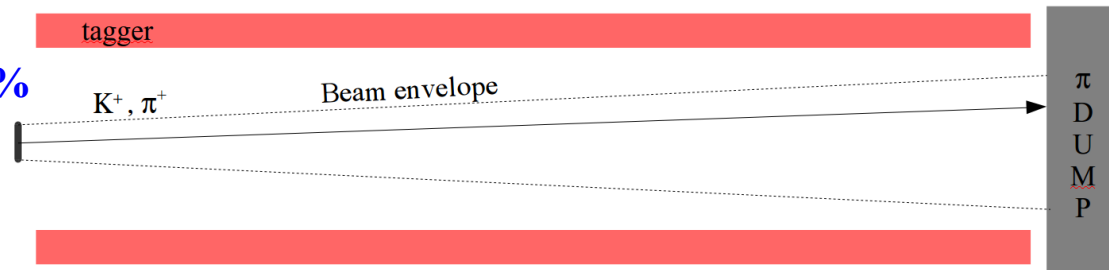 tagger
%
K+, π+
Beam envelope
π
D
U
M
P